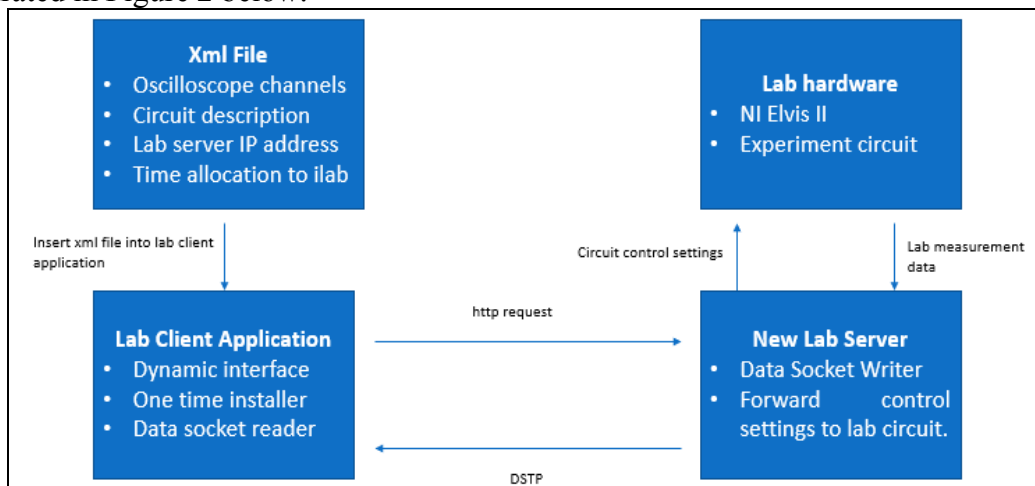 Xml File
• Oscilloscope channels
• Circuit description
• Lab server IP address
• Time allocation to ilab
Lab hardware
• NI Elvis II
• Experiment circuit
Insert xml file into lab client
application
Circuit control settings
Lab measurement
data
Lab Client Application
• Dynamic interface
• One time installer
• Data socket reader
http request
New Lab Server
• Data Socket Writer
• Forward control
settings to lab circuit.
DSTP